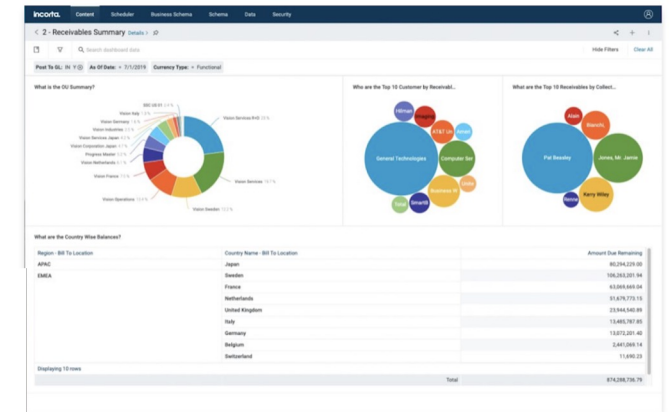 incorta. Content Scheduler Business Schema Schema Data Security
< 2 - Receivables Summary Details >
Search dashboard data Hide Filters Clear All
Post To GL: IN Y As Of Date: = 7/1/2019 Currency Type: = Functional
What is the OU Summary?
Vision Italy
Vision Germany
Vision Industries
Vision Services Japan
Vision Corporation Japan
Progress Master
Vision Netherlands
Vision France
Vision Operations
Vision Sweden
Vision Services
Vision Services
Who are the Top 10 Customer by Receivabl...
Hilman
Imaging
AT&T Un
General Technologies
Computer Ser
Business W
SmartB
What are the Top 10 Receivables by Collect...
Alain
Bianchi,
Pat Beasley
Jones, Mr. Jamie
Kerry Wiley
What are the Country Wise Balances?
Region - Bill To Location Country Name - Bill To Location Amount Due Remaining
APAC Japan 80,294,229.00
EMEA Sweden 106,263,201.94
France 63,069,669.04
Netherlands 51,679,773.15
United Kingdom 23,944,540.89
Italy 13,485,787.85
Germany 13,072,201.40
Belgium 2,441,069.14
Switzerland 11,690.23
Displaying 10 rows
Total 874,288,736.79